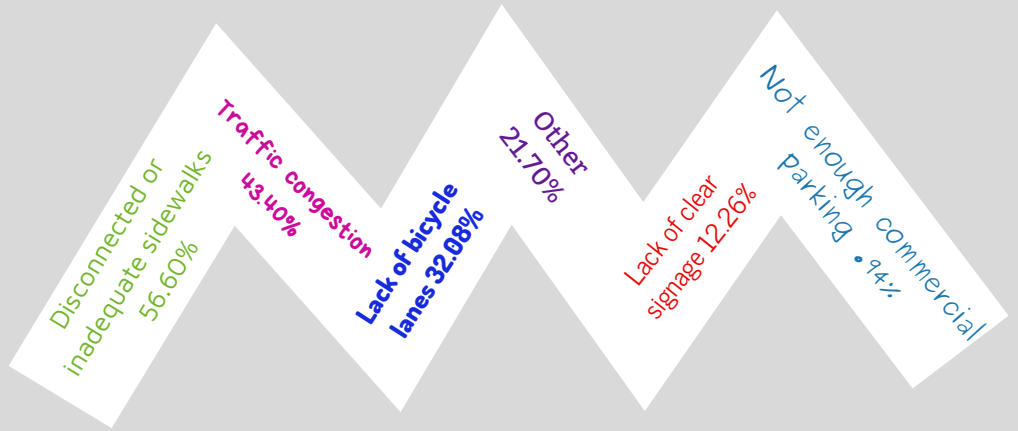 Disconnected or
inadequate sidewalks
56.60%
Traffic congestion
43.40%
Lack of bicycle
lanes 32.08%
Other
21.70%
Lack of clear
signage 12.26%
Not enough commercial
parking .94%